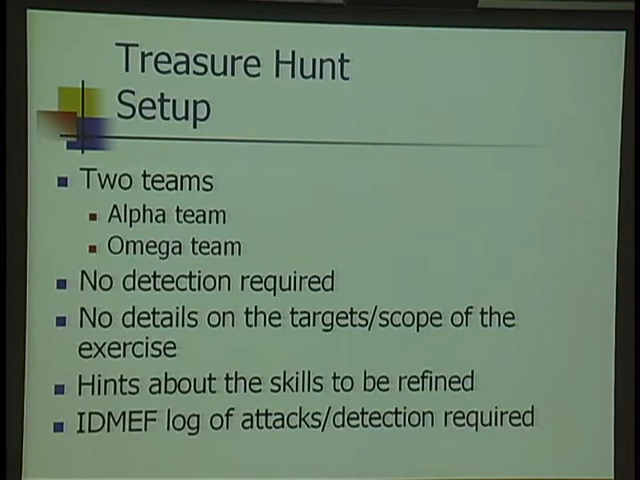 Treasure Hunt
Setup
Two teams
Alpha team
Omega team
No detection required
No details on the targets/scope of the
exercise
Hints about the skills to be refined
IDMEF log of attacks/detection required